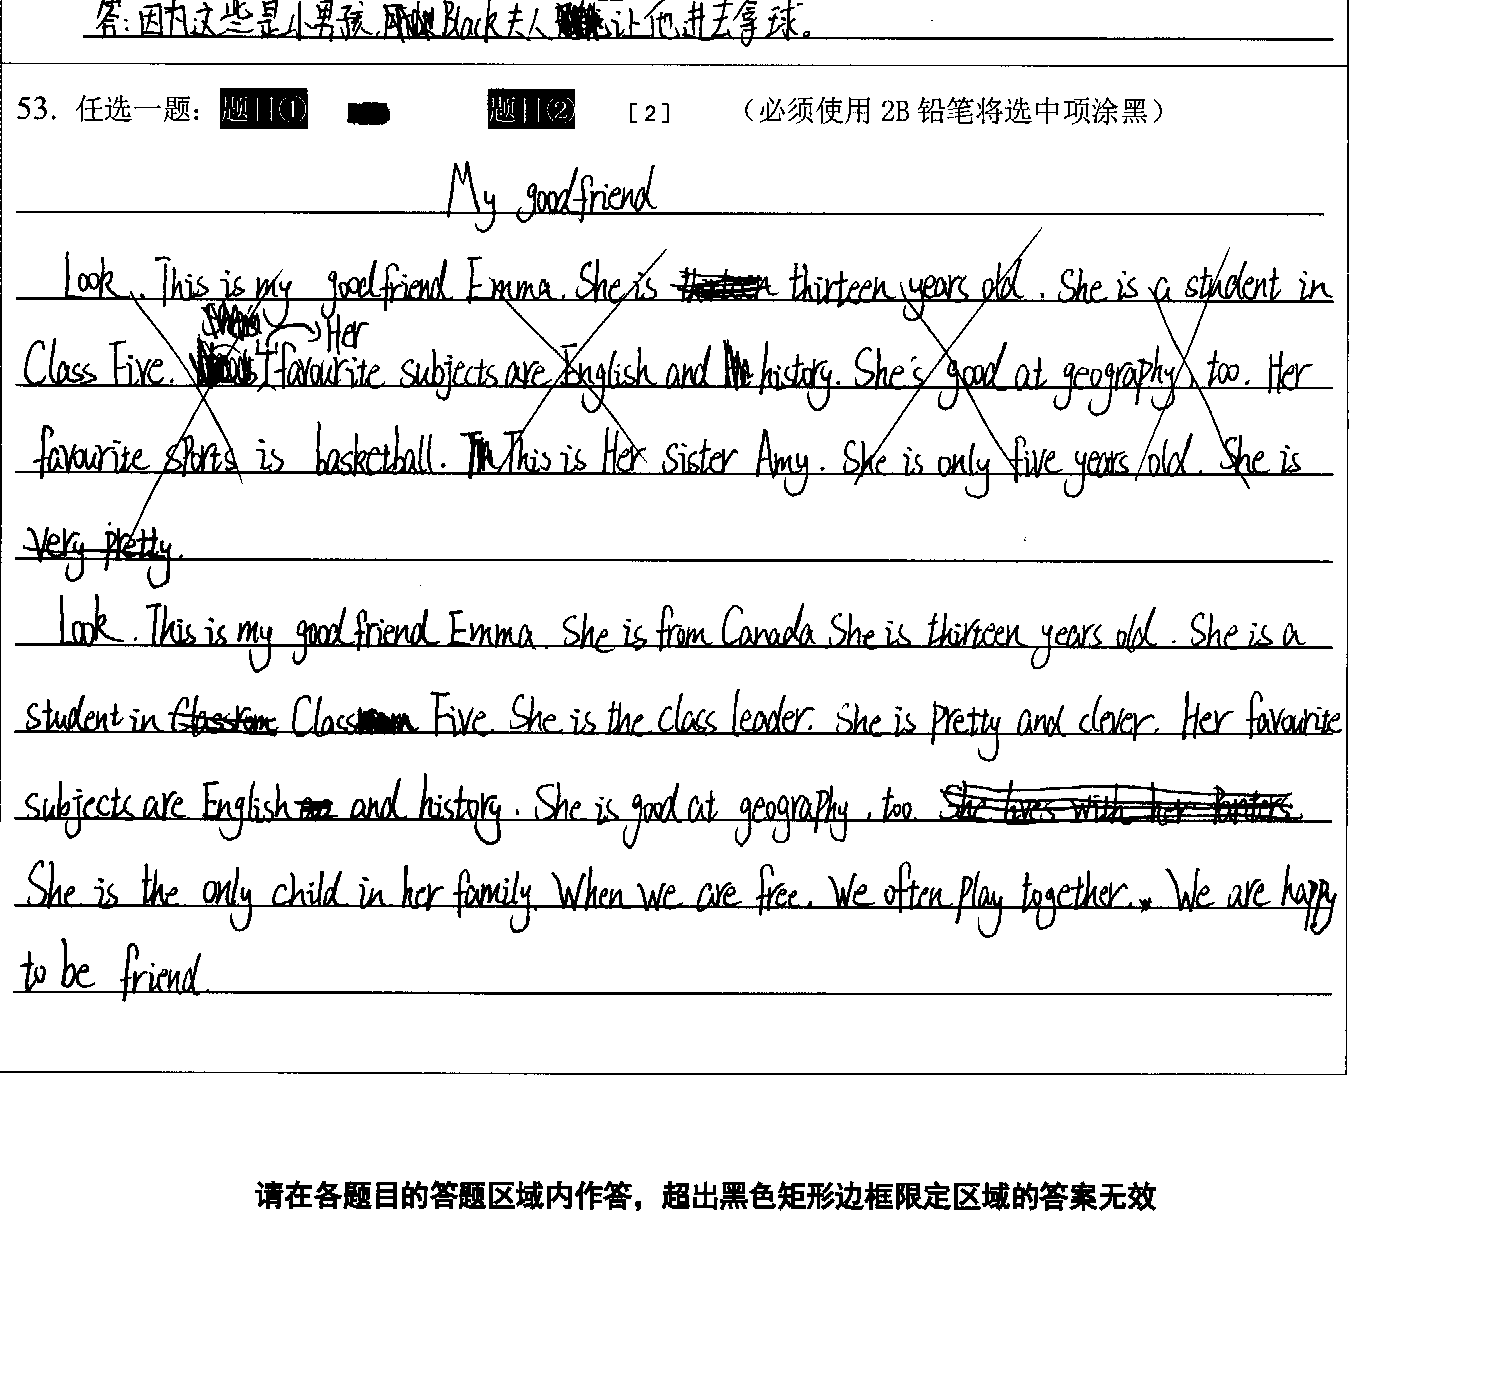 答:因为这些是小男孩, Black夫人让他进去拿球。
53. 任选一题: 题目① 题目② [2] (必须使用 2B 铅笔将选中项涂黑)
My goodfriend
Look. This is my goodfriend Emma. She is thirteen years old. She is a student in
Her
Class Five. I favourite subjects are English and history. She's good at geography, too. Her
favourite sports is basketball. This is Her sister Amy. She is only five years old. She is
very pretty.
Look. This is my good friend Emma. She is from Canada She is thirteen years old. She is a
student in Class Five. She is the class leader. She is pretty and clever. Her favourite
subjects are English and history. She is good at geography, too. She lives with her
She is the only child in her family. When we are free. We often play together. We are happy
to be friend.
请在各题目的答题区域内作答，超出黑色矩形边框限定区域的答案无效